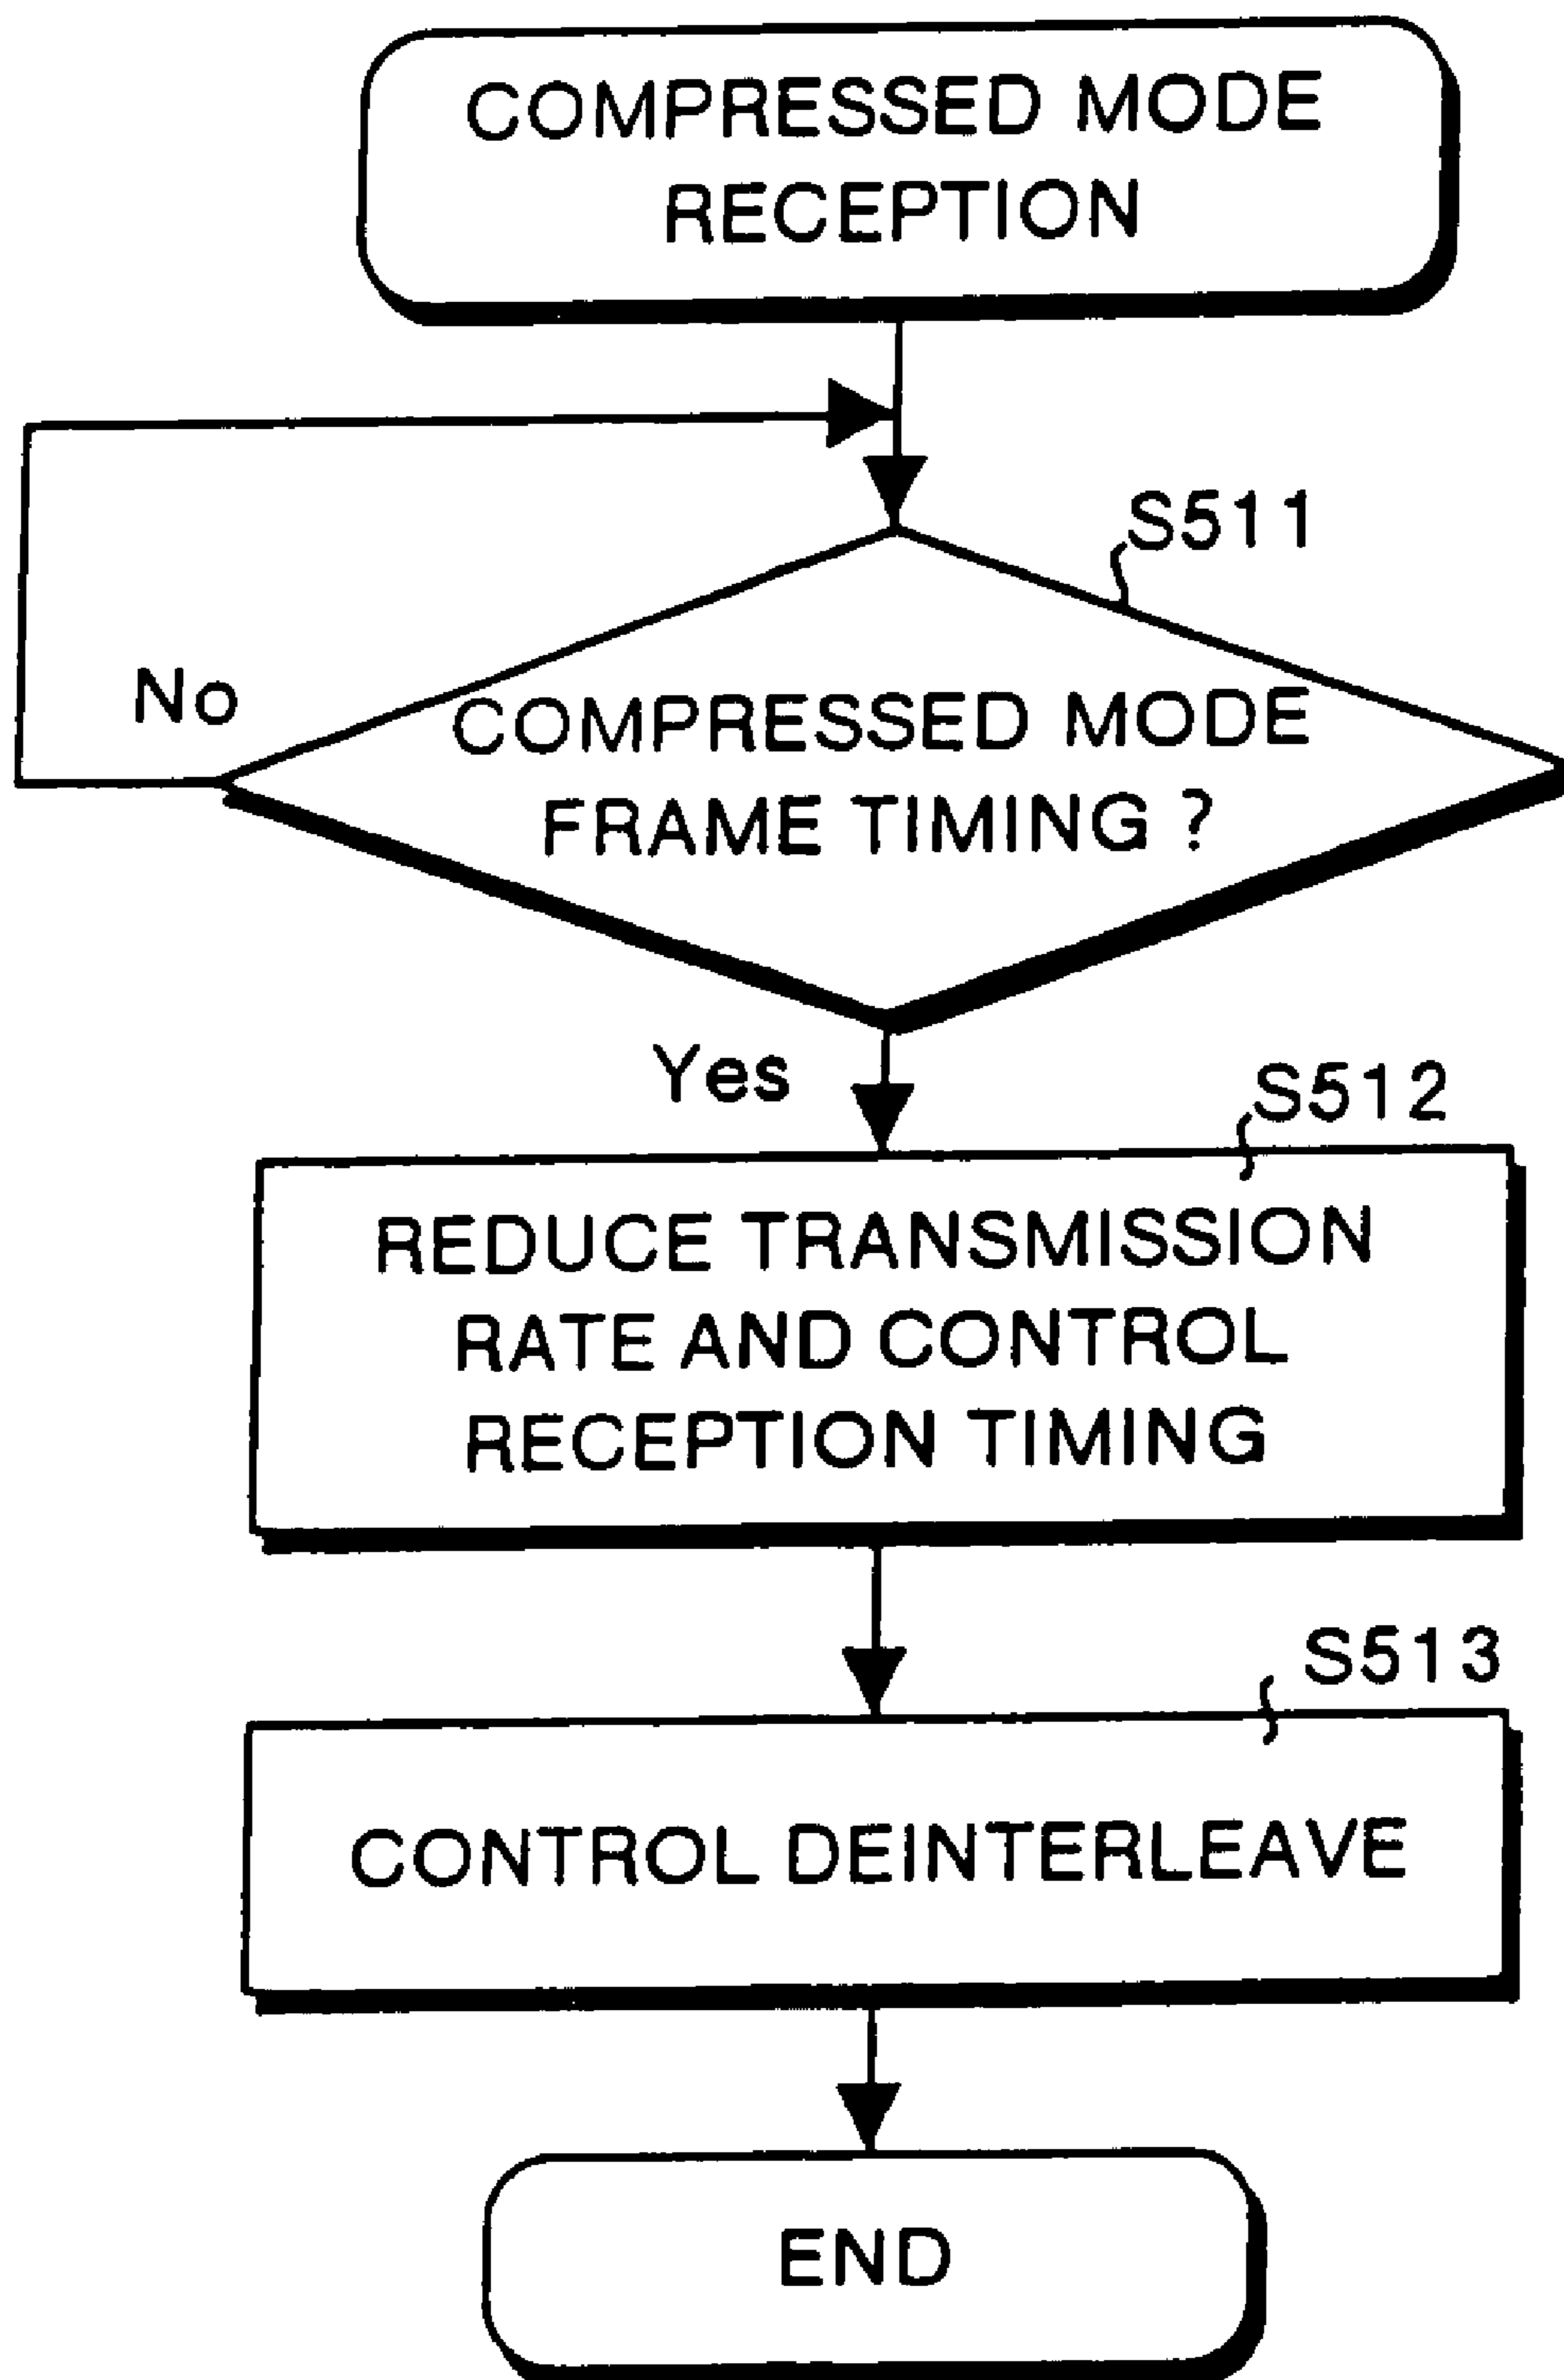 COMPRESSED MODE
RECEPTION
S511
No
COMPRESSED MODE
FRAME TIMING ?
Yes
S512
REDUCE TRANSMISSION
RATE AND CONTROL
RECEPTION TIMING
S513
CONTROL DEINTERLEAVE
END